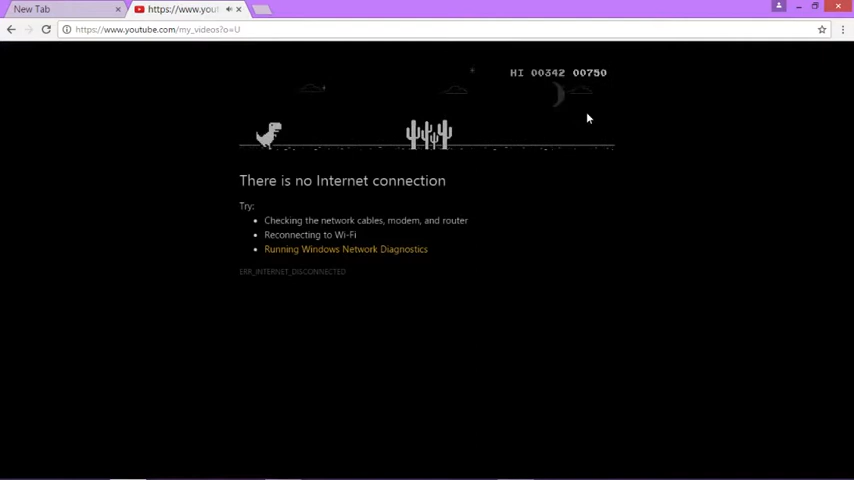 New Tab
https://www.yout
https://www.youtube.com/my_videos?o=U
HI 00342 00750
There is no Internet connection
Try:
Checking the network cables, modem, and router
Reconnecting to Wi-Fi
Running Windows Network Diagnostics
ERR_INTERNET_DISCONNECTED